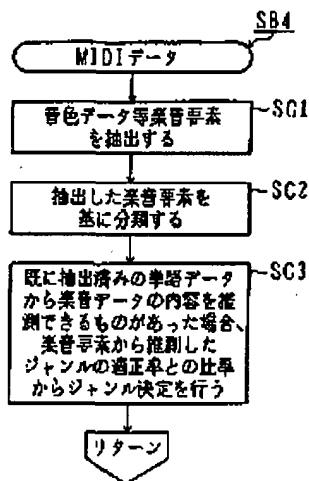 SB4
MIDIデータ
音色データ等楽音要素
を抽出する
SC1
抽出した楽音要素を
基に分類する
SC2
既に抽出済みの単語データ
から楽音データの内容を推
測できるものがあった場合、
楽音要素から推測した
ジャンルの適正率との比率
からジャンル決定を行う
SC3
リターン